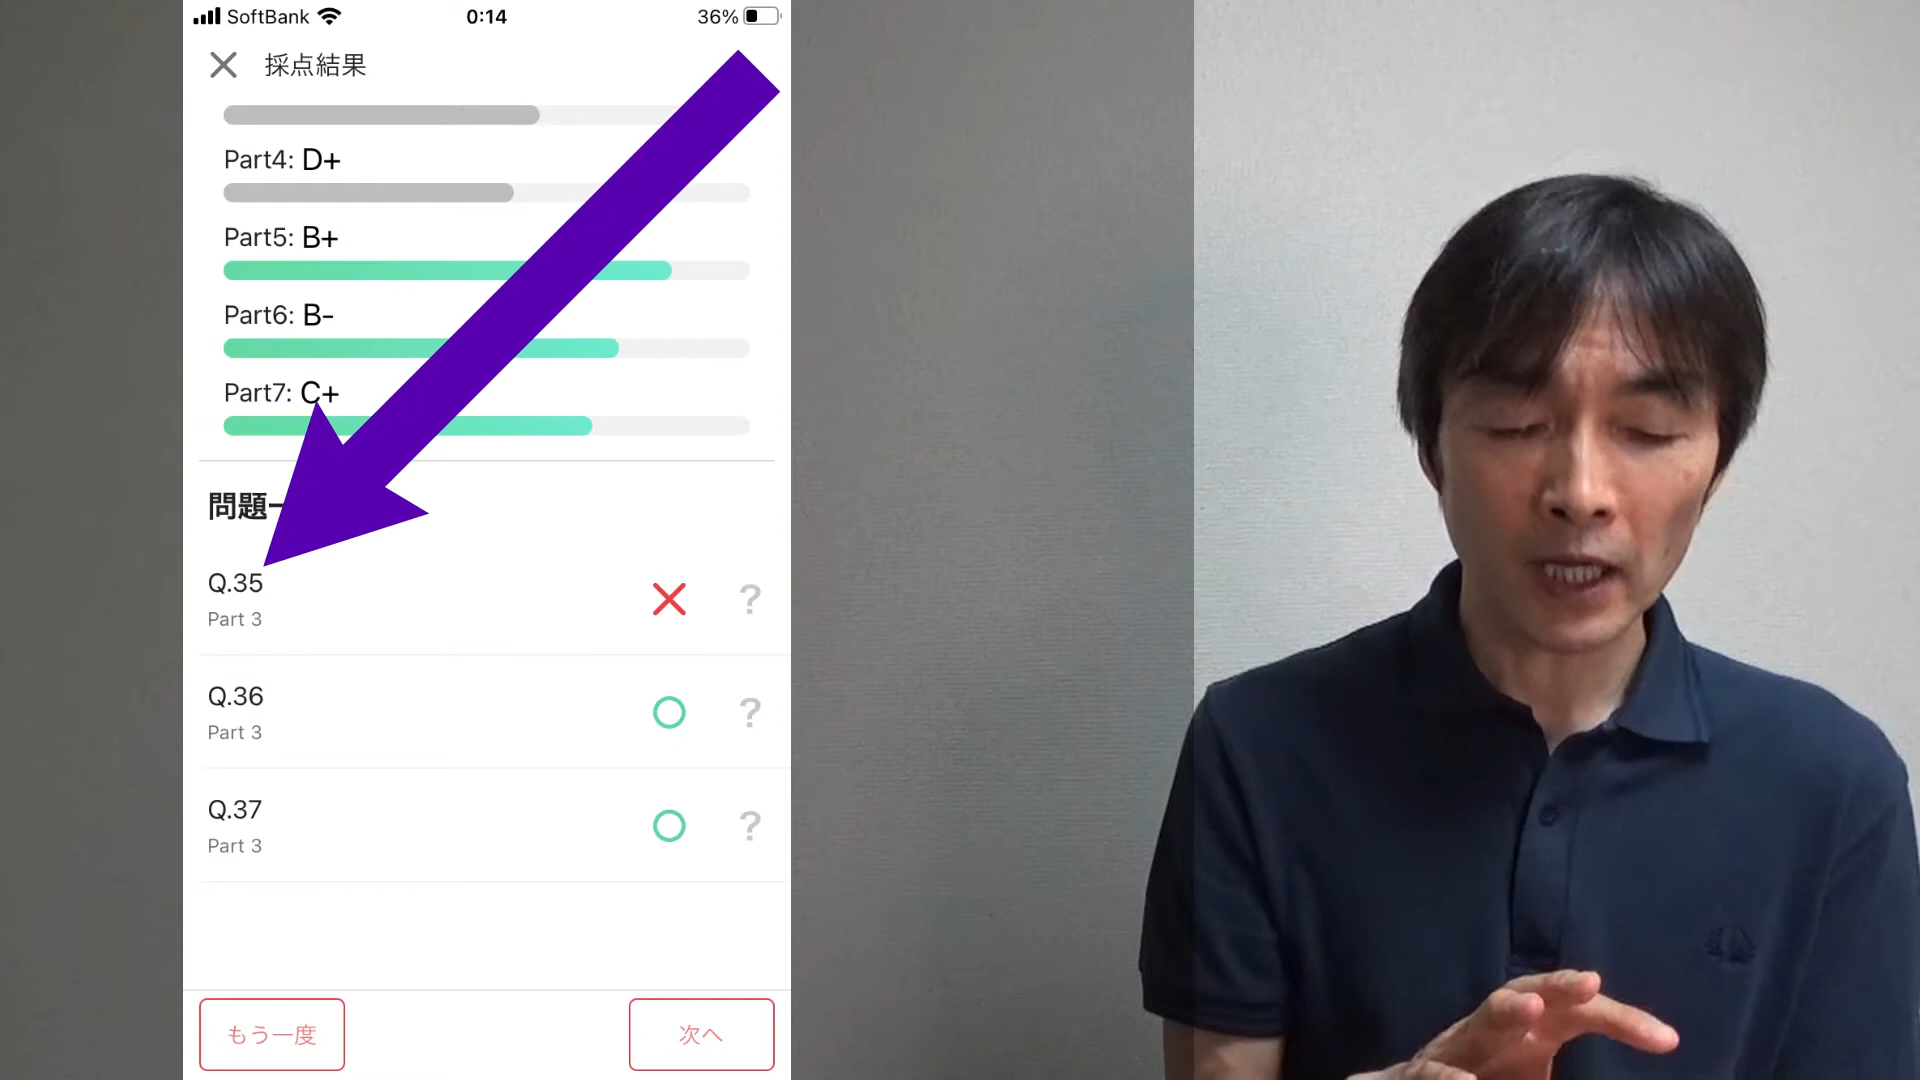 SoftBank 0:14 36%
採点結果
Part4: D+
Part5: B+
Part6: B-
Part7: C+
問題一
Q.35
Part 3
?
Q.36
Part 3
?
Q.37
Part 3
?
もう一度 次へ